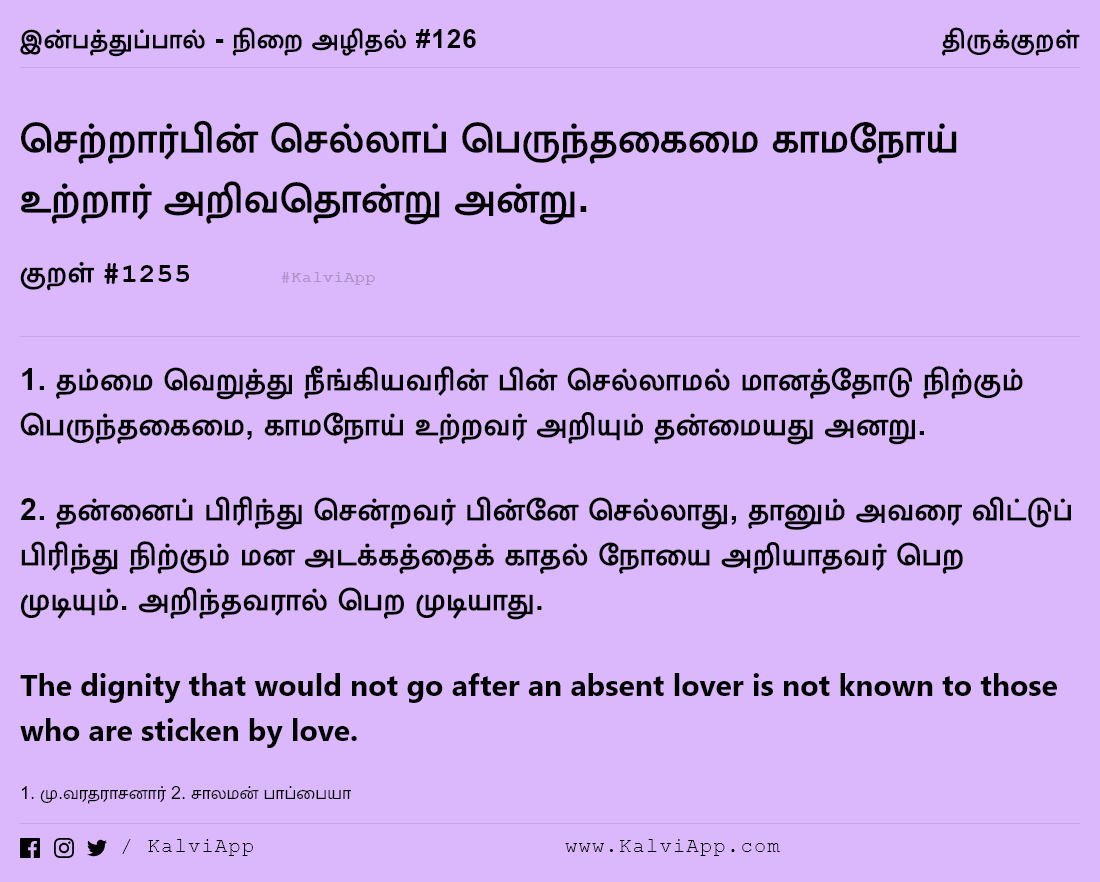 இன்பத்துப்பால் - நிறை அழிதல் #126 திருக்குறள்
செற்றார்பின் செல்லாப் பெருந்தகைமை காமநோய்
உற்றார் அறிவதொன்று அன்று.
குறள் #1255 #KalviApp
1. தம்மை வெறுத்து நீங்கியவரின் பின் செல்லாமல் மானத்தோடு நிற்கும்
பெருந்தகைமை, காமநோய் உற்றவர் அறியும் தன்மையது அனறு.
2. தன்னைப் பிரிந்து சென்றவர் பின்னே செல்லாது, தானும் அவரை விட்டுப்
பிரிந்து நிற்கும் மன அடக்கத்தைக் காதல் நோயை அறியாதவர் பெற
முடியும். அறிந்தவரால் பெற முடியாது.
The dignity that would not go after an absent lover is not known to those
who are sticken by love.
1. மு.வரதராசனார் 2. சாலமன் பாப்பையா
/ KalviApp www.KalviApp.com